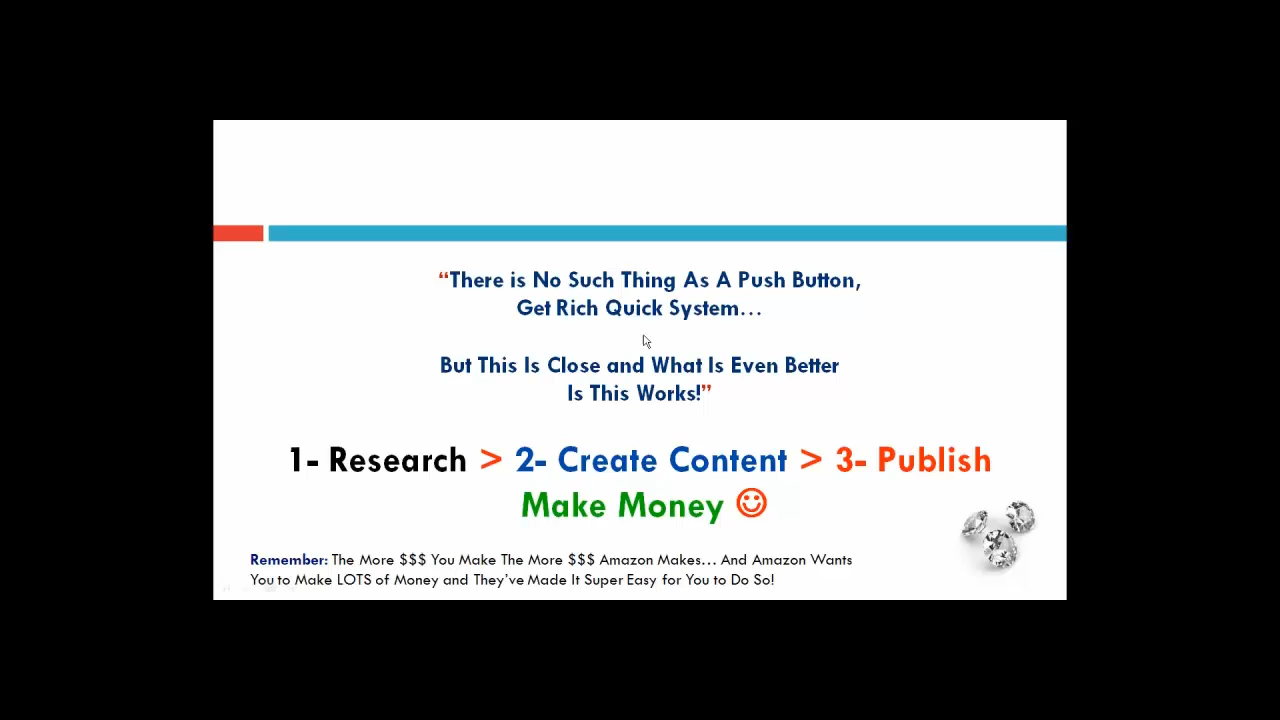 “There is No Such Thing As A Push Button,
Get Rich Quick System…
But This Is Close and What Is Even Better
Is This Works!”
1- Research > 2- Create Content > 3- Publish
Make Money ☺
Remember: The More $$$ You Make The More $$$ Amazon Makes… And Amazon Wants
You to Make LOTS of Money and They’ve Made It Super Easy for You to Do So!